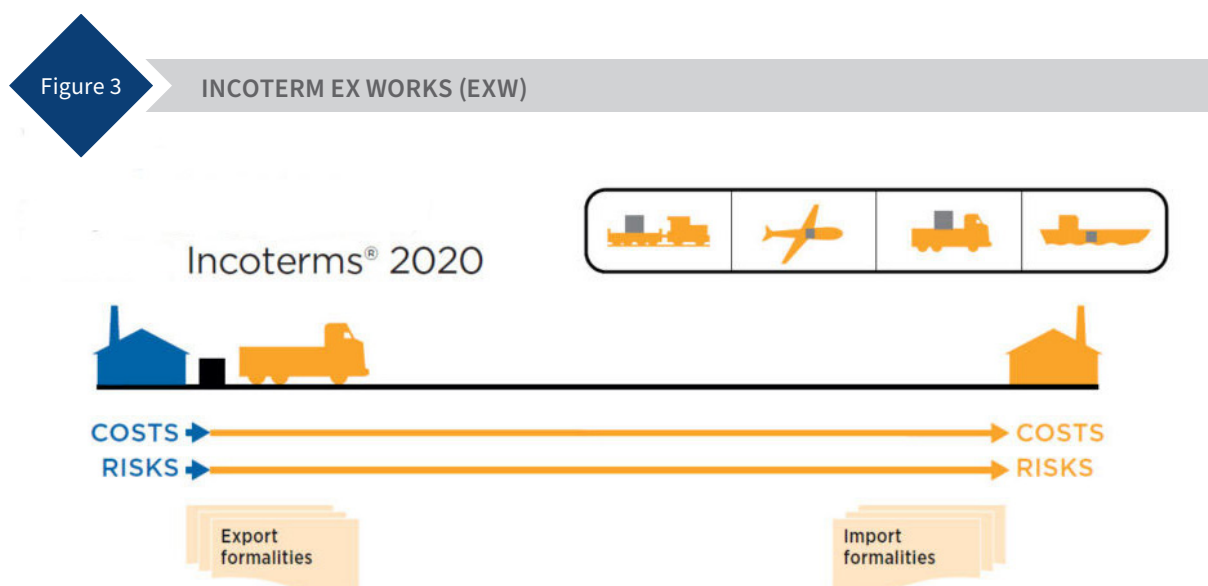 Figure 3
INCOTERM EX WORKS (EXW)
Incoterms® 2020
COSTS
COSTS
RISKS
RISKS
Export
formalities
Import
formalities